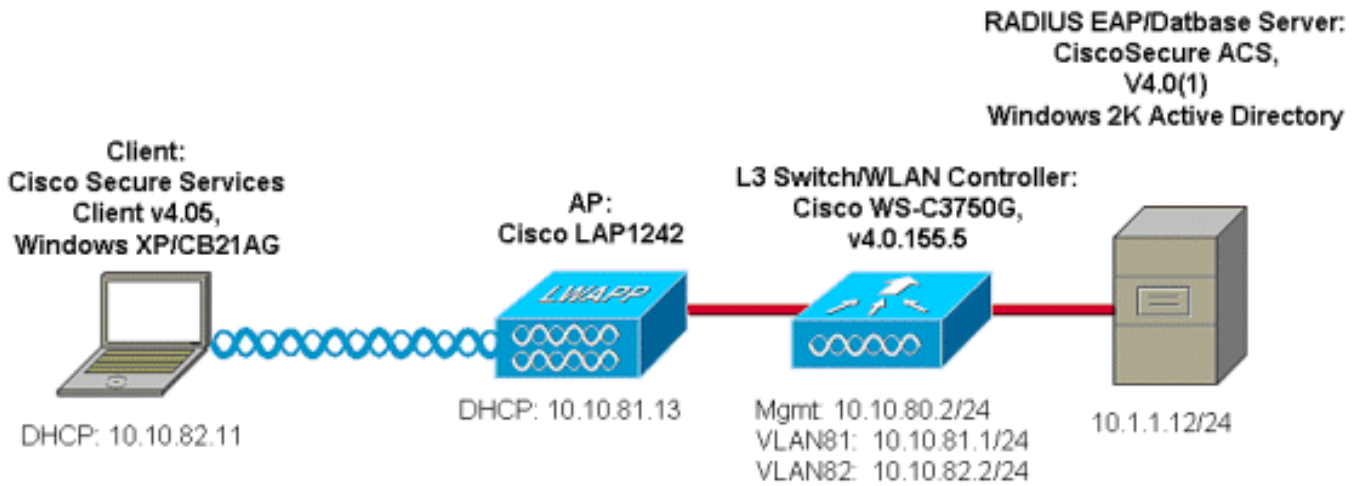 RADIUS EAP/Datbase Server:
CiscoSecure ACS,
V4.0(1)
Windows 2K Active Directory
Client:
Cisco Secure Services
Client v4.05,
Windows XP/CB21AG
AP:
Cisco LAP1242
L3 Switch/WLAN Controller:
Cisco WS-C3750G,
v4.0.155.5
LWAPP
DHCP: 10.10.82.11
DHCP: 10.10.81.13
Mgmt: 10.10.80.2/24
VLAN81: 10.10.81.1/24
VLAN82: 10.10.82.2/24
10.1.1.12/24